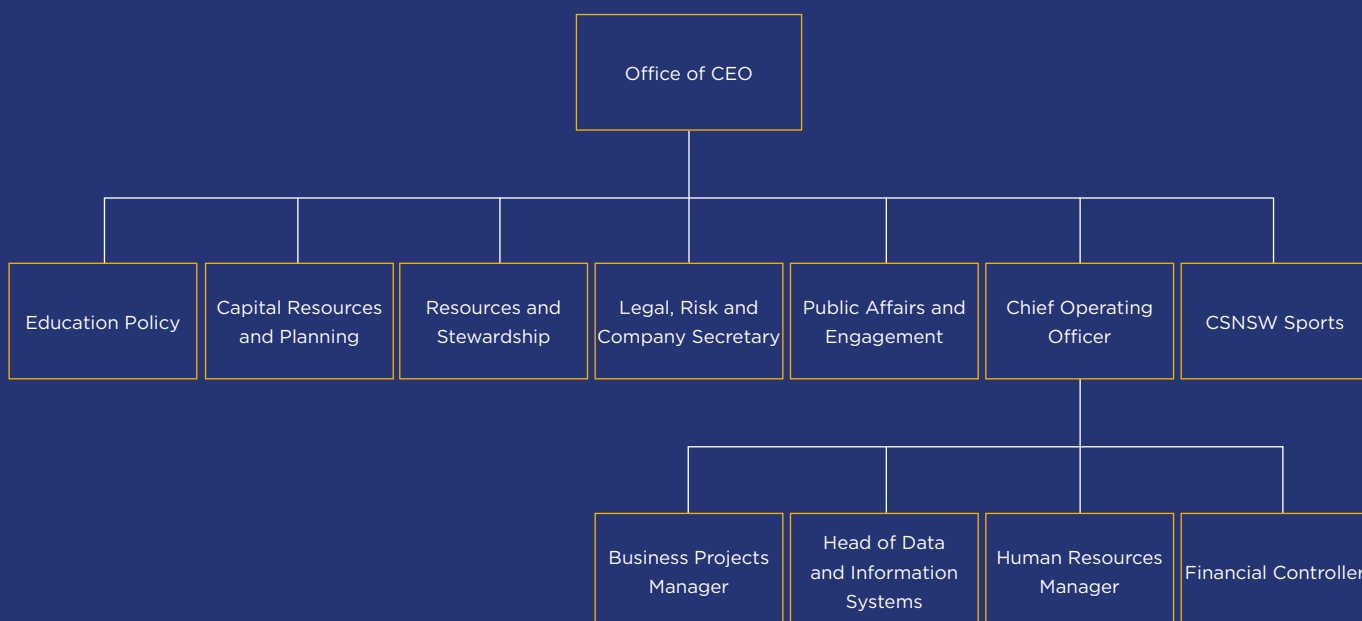 Office of CEO
Education Policy
Capital Resources
and Planning
Resources and
Stewardship
Legal, Risk and
Company Secretary
Public Affairs and
Engagement
Chief Operating
Officer
CSNSW Sports
Business Projects
Manager
Head of Data
and Information
Systems
Human Resources
Manager
Financial Controller